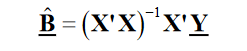 B̲̂ = (X'X)⁻¹X'Y̲